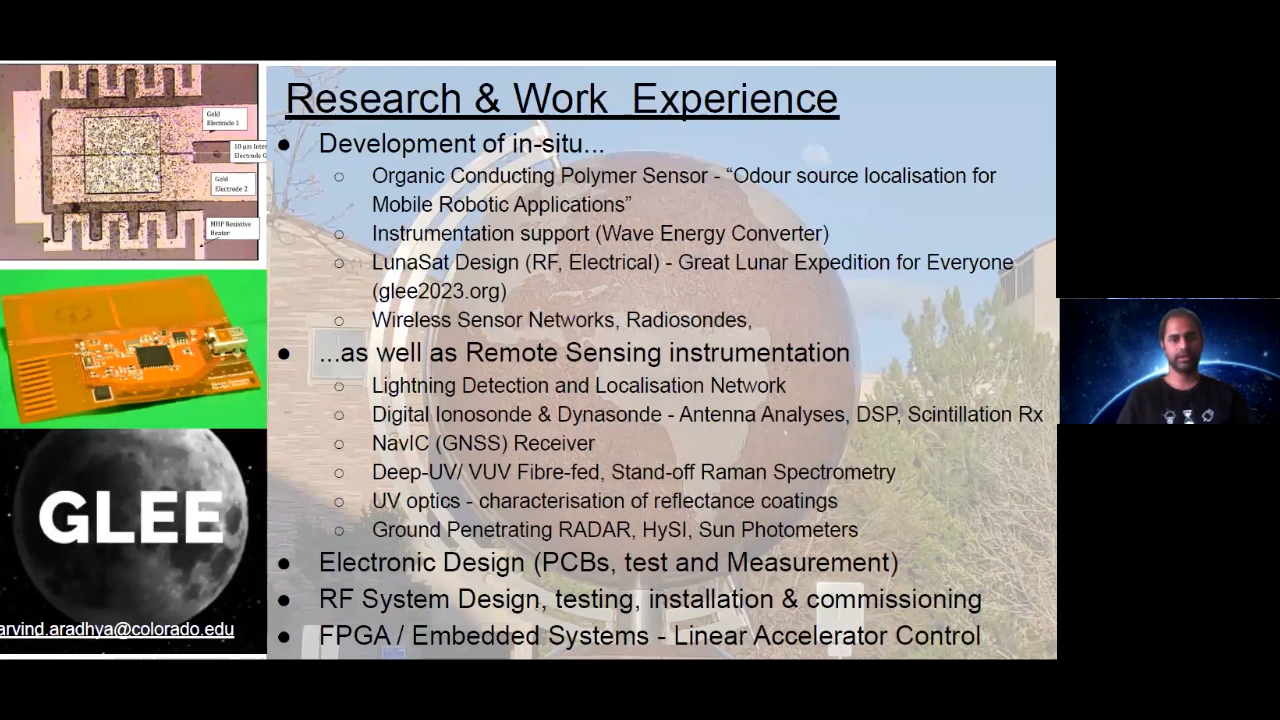 Research & Work Experience
● Development of in-situ...
○ Organic Conducting Polymer Sensor - “Odour source localisation for
Mobile Robotic Applications”
○ Instrumentation support (Wave Energy Converter)
○ LunaSat Design (RF, Electrical) - Great Lunar Expedition for Everyone
(glee2023.org)
○ Wireless Sensor Networks, Radiosondes,
● ...as well as Remote Sensing instrumentation
○ Lightning Detection and Localisation Network
○ Digital Ionosonde & Dynasonde - Antenna Analyses, DSP, Scintillation Rx
○ NavIC (GNSS) Receiver
○ Deep-UV/ VUV Fibre-fed, Stand-off Raman Spectrometry
○ UV optics - characterisation of reflectance coatings
○ Ground Penetrating RADAR, HySI, Sun Photometers
● Electronic Design (PCBs, test and Measurement)
● RF System Design, testing, installation & commissioning
● FPGA / Embedded Systems - Linear Accelerator Control
Gold
Electrode 1
10 µm Inter
Electrode G
Gold
Electrode 2
MHP Resistive
Heater
GLEE
arvind.aradhya@colorado.edu